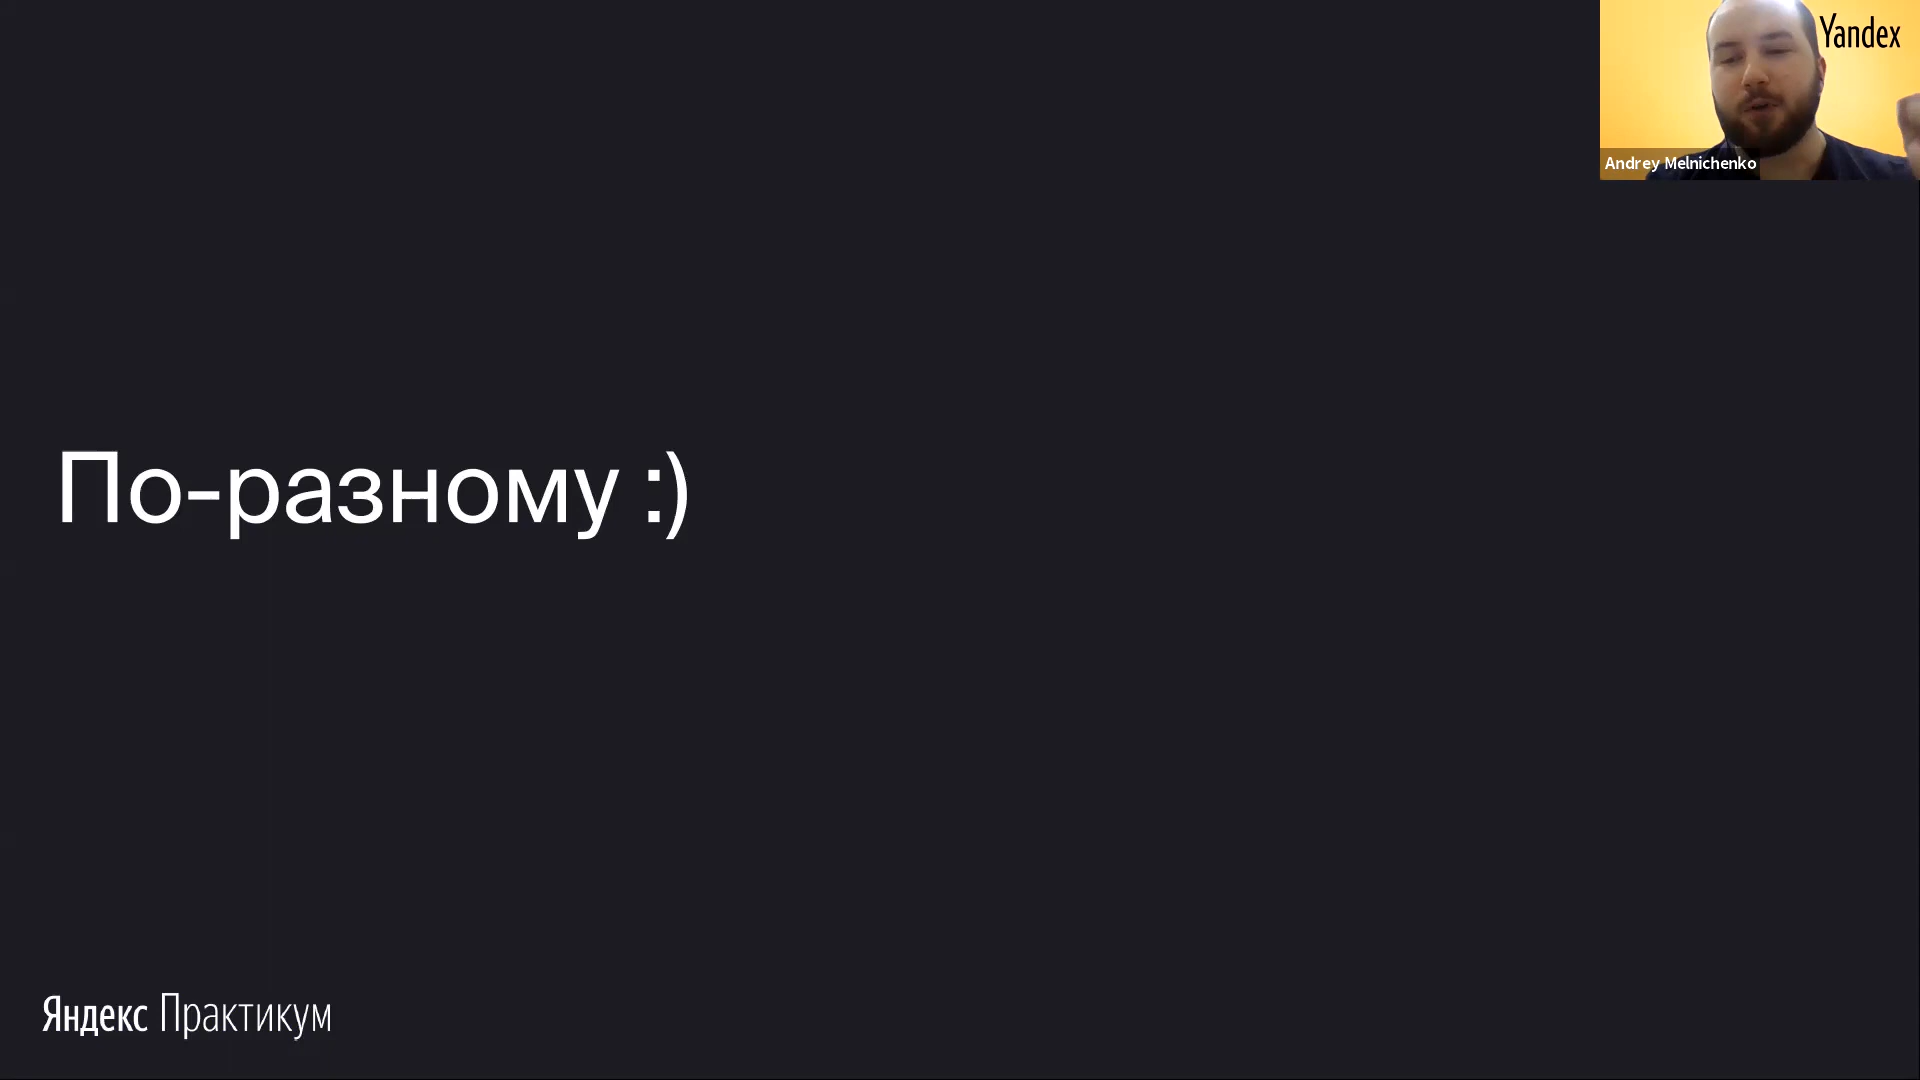 Yandex
Andrey Melnichenko
По-разному :)
Яндекс Практикум